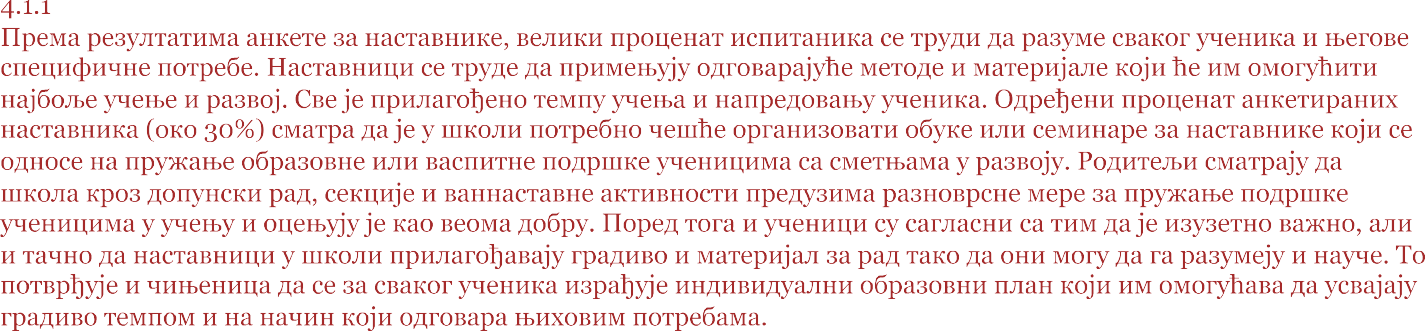 4.1.1
Према резултатима анкете за наставнике, велики проценат испитаника се труди да разуме сваког ученика и његове
специфичне потребе. Наставници се труде да примењују одговарајуће методе и материјале који ће им омогућити
најбоље учење и развој. Све је прилагођено темпу учења и напредовању ученика. Одређени проценат анкетираних
наставника (око 30%) сматра да је у школи потребно чешће организовати обуке или семинаре за наставнике који се
односе на пружање образовне или васпитне подршке ученицима са сметњама у развоју. Родитељи сматрају да
школа кроз допунски рад, секције и ваннаставне активности предузима разноврсне мере за пружање подршке
ученицима у учењу и оцењују је као веома добру. Поред тога и ученици су сагласни са тим да је изузетно важно, али
и тачно да наставници у школи прилагођавају градиво и материјал за рад тако да они могу да га разумеју и науче. То
потврђује и чињеница да се за сваког ученика израђује индивидуални образовни план који им омогућава да усвајају
градиво темпом и на начин који одговара њиховим потребама.